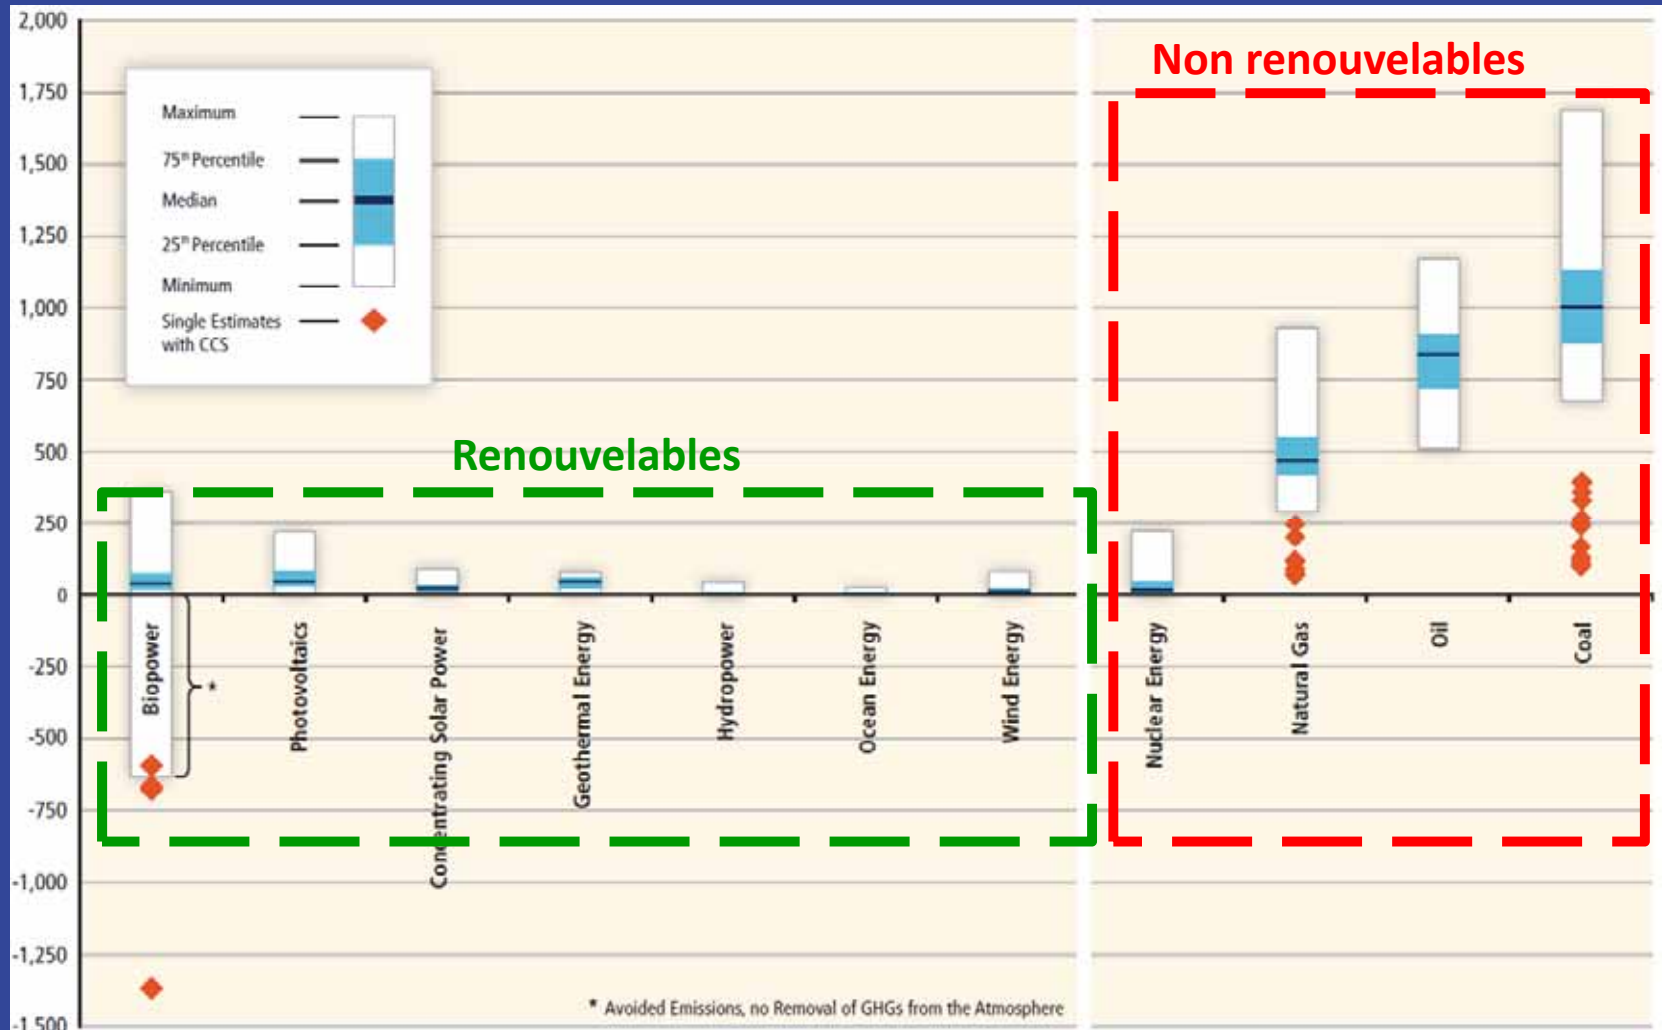 2,000
1,750
1,500
1,250
1,000
750
500
250
0
-250
-500
-750
-1,000
-1,250
-1,500
Maximum
75th Percentile
Median
25th Percentile
Minimum
Single Estimates
with CCS
Non renouvelables
Renouvelables
Biopower
*
Photovoltaics
Concentrating Solar Power
Geothermal Energy
Hydropower
Ocean Energy
Wind Energy
Nuclear Energy
Natural Gas
Oil
Coal
* Avoided Emissions, no Removal of GHGs from the Atmosphere